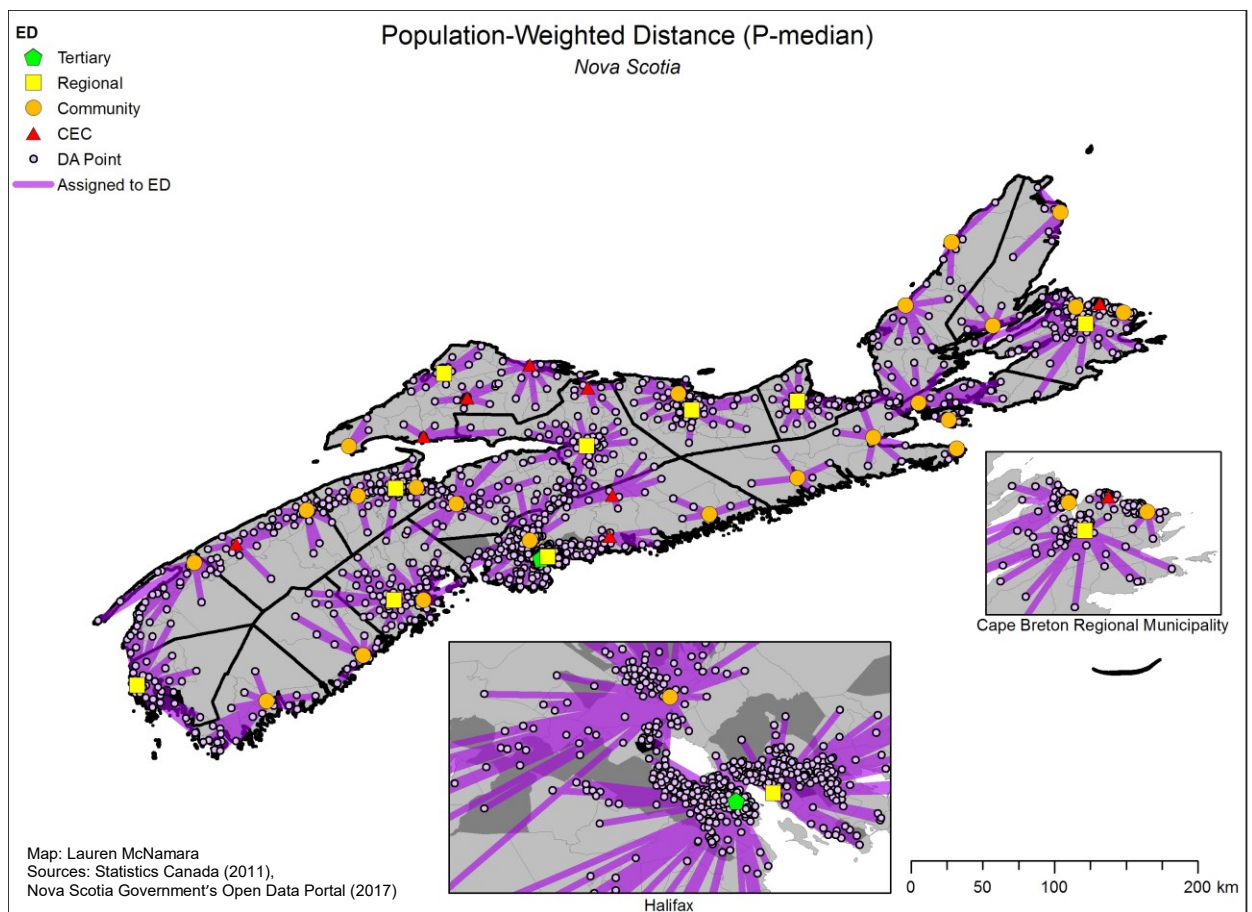 Population-Weighted Distance (P-median)
Nova Scotia
ED
Tertiary
Regional
Community
CEC
DA Point
Assigned to ED
Cape Breton Regional Municipality
Halifax
Map: Lauren McNamara
Sources: Statistics Canada (2011),
Nova Scotia Government's Open Data Portal (2017)
0 50 100 200 km